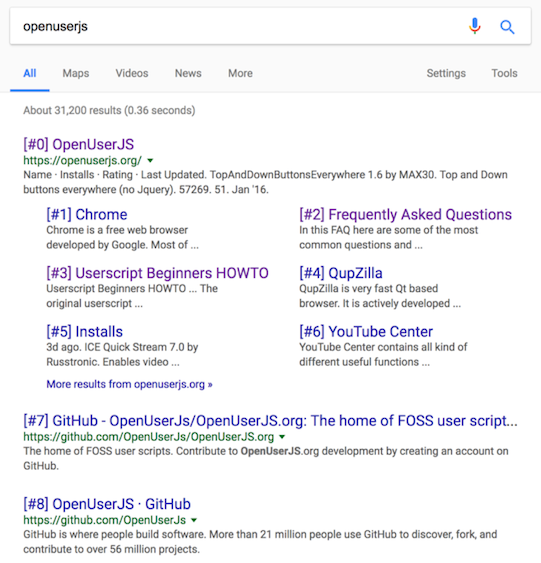 openuserjs
All Maps Videos News More Settings Tools
About 31,200 results (0.36 seconds)
[#0] OpenUserJS
https://openuserjs.org/
Name · Installs · Rating · Last Updated. TopAndDownButtonsEverywhere 1.6 by MAX30. Top and Down
buttons everywhere (no Jquery). 57269. 51. Jan '16.
[#1] Chrome
Chrome is a free web browser
developed by Google. Most of ...
[#2] Frequently Asked Questions
In this FAQ here are some of the most
common questions and ...
[#3] Userscript Beginners HOWTO
Userscript Beginners HOWTO ... The
original userscript ...
[#4] QupZilla
QupZilla is very fast Qt based
browser. It is actively developed ...
[#5] Installs
3d ago. ICE Quick Stream 7.0 by
Russtronic. Enables video ...
[#6] YouTube Center
YouTube Center contains all kind of
different useful functions ...
More results from openuserjs.org »
[#7] GitHub - OpenUserJs/OpenUserJS.org: The home of FOSS user script...
https://github.com/OpenUserJs/OpenUserJS.org
The home of FOSS user scripts. Contribute to OpenUserJS.org development by creating an account on
GitHub.
[#8] OpenUserJS · GitHub
https://github.com/OpenUserJs
GitHub is where people build software. More than 21 million people use GitHub to discover, fork, and
contribute to over 56 million projects.